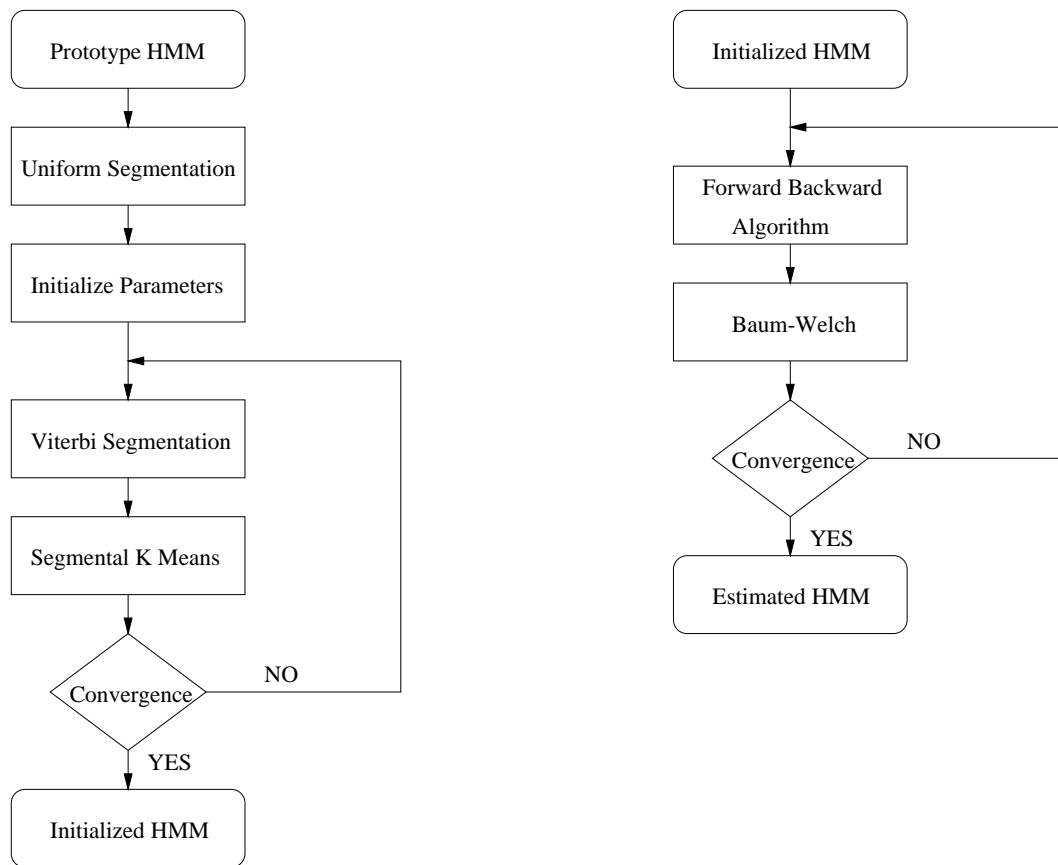 Prototype HMM
Uniform Segmentation
Initialize Parameters
Viterbi Segmentation
Segmental K Means
Convergence
NO
YES
Initialized HMM
Initialized HMM
Forward Backward
Algorithm
Baum-Welch
Convergence
NO
YES
Estimated HMM